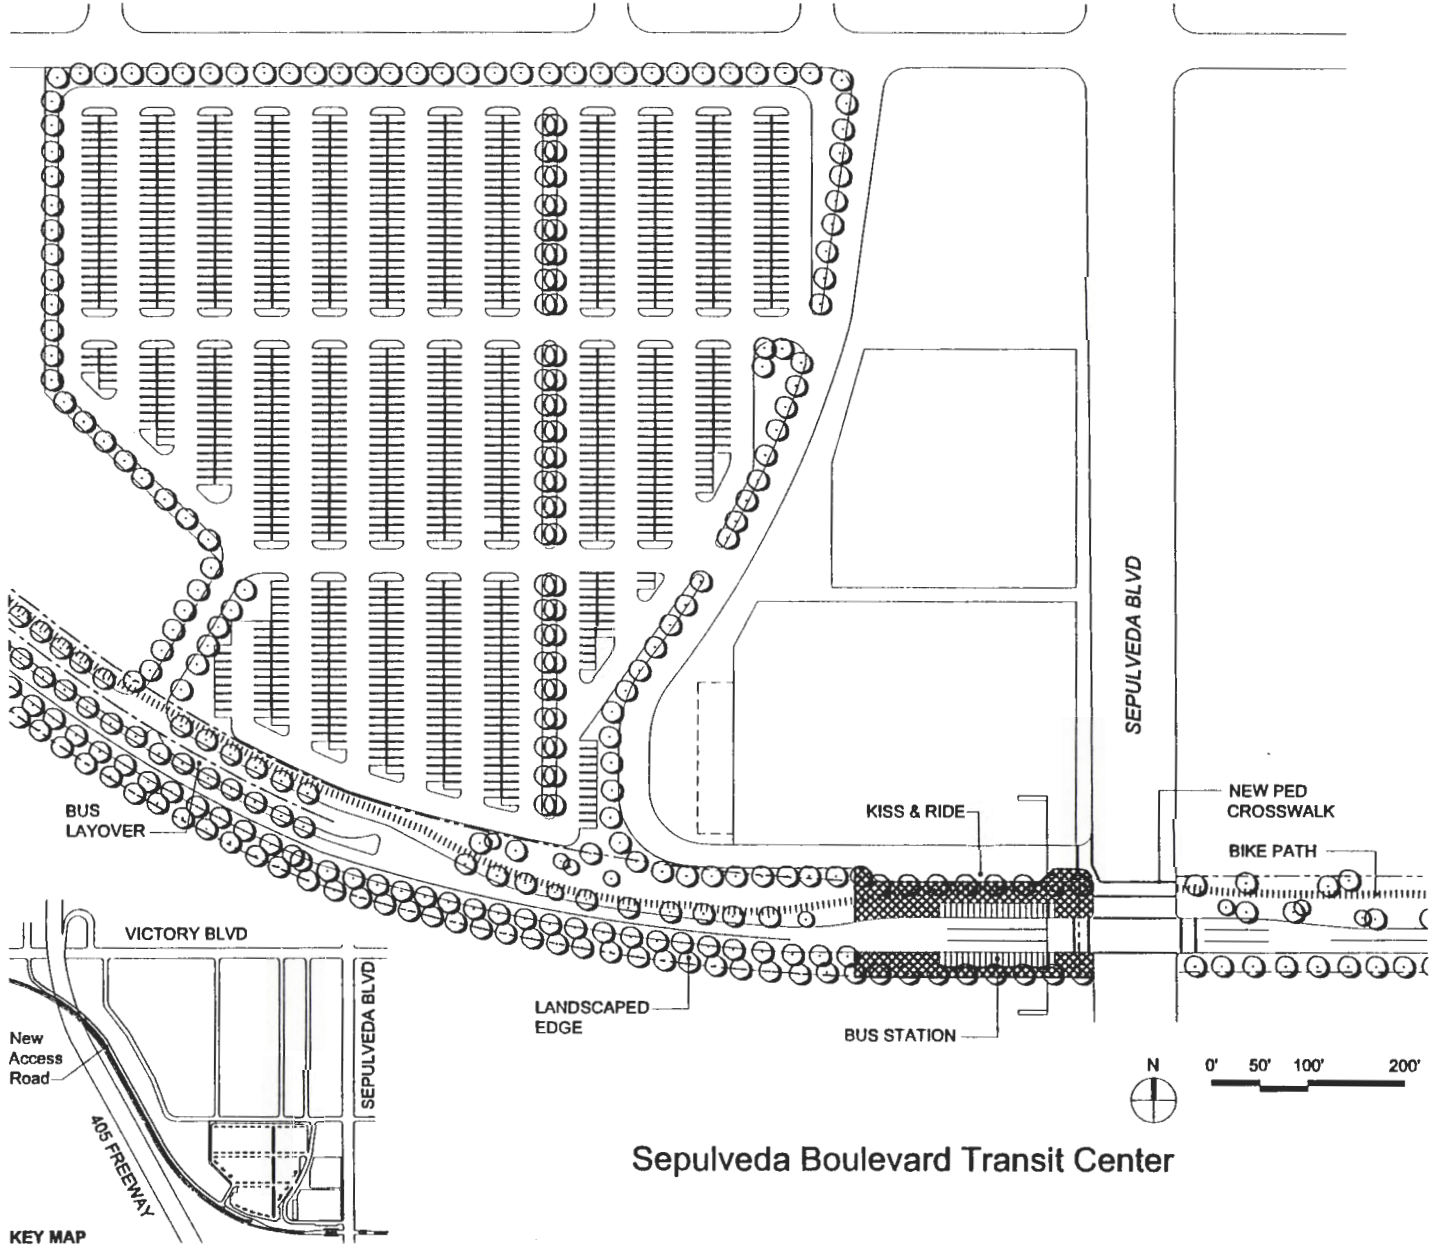 SEPULVEDA BLVD
NEW PED
CROSSWALK
KISS & RIDE
BIKE PATH
BUS
LAYOVER
LANDSCAPED
EDGE
BUS STATION
N
0' 50' 100' 200'
Sepulveda Boulevard Transit Center
VICTORY BLVD
SEPULVEDA BLVD
New
Access
Road
405 FREEWAY
KEY MAP